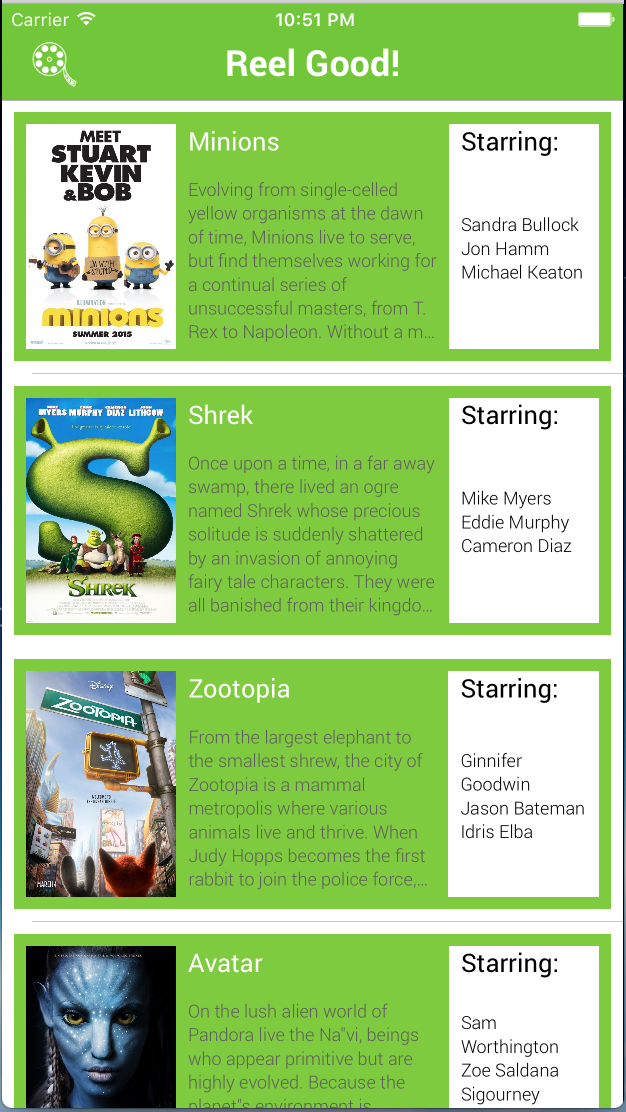 Carrier 10:51 PM
Reel Good!
MEET
STUART
KEVIN
&BOB
I'M WITH
STUPID
ILLUMINATION
minions
SUMMER 2015
Minions
Evolving from single-celled
yellow organisms at the dawn
of time, Minions live to serve,
but find themselves working for
a continual series of
unsuccessful masters, from T.
Rex to Napoleon. Without a m...
Starring:
Sandra Bullock
Jon Hamm
Michael Keaton
MIKE MYERS EDDIE MURPHY CAMERON DIAZ JOHN LITHGOW
SHREK
Shrek
Once upon a time, in a far away
swamp, there lived an ogre
named Shrek whose precious
solitude is suddenly shattered
by an invasion of annoying
fairy tale characters. They were
all banished from their kingdo...
Starring:
Mike Myers
Eddie Murphy
Cameron Diaz
Disney
ZOOTOPIA
MARCH 4
Zootopia
From the largest elephant to
the smallest shrew, the city of
Zootopia is a mammal
metropolis where various
animals live and thrive. When
Judy Hopps becomes the first
rabbit to join the police force,...
Starring:
Ginnifer
Goodwin
Jason Bateman
Idris Elba
Avatar
On the lush alien world of
Pandora live the Na"vi, beings
who appear primitive but are
highly evolved. Because the
planet"s environment is
Starring:
Sam
Worthington
Zoe Saldana
Sigourney